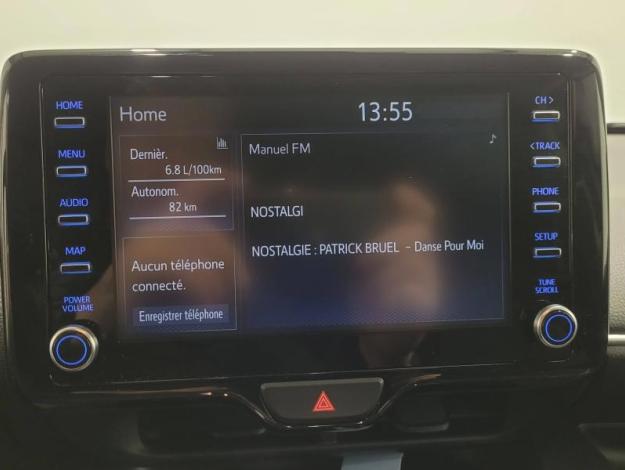 HOME
MENU
AUDIO
MAP
POWER
VOLUME
Home
13:55
Dernièr.
6.8 L/100km
Autonom.
82 km
Aucun téléphone
connecté.
Enregistrer téléphone
Manuel FM
NOSTALGI
NOSTALGIE : PATRICK BRUEL - Danse Pour Moi
CH >
<TRACK
PHONE
SETUP
TUNE
SCROLL